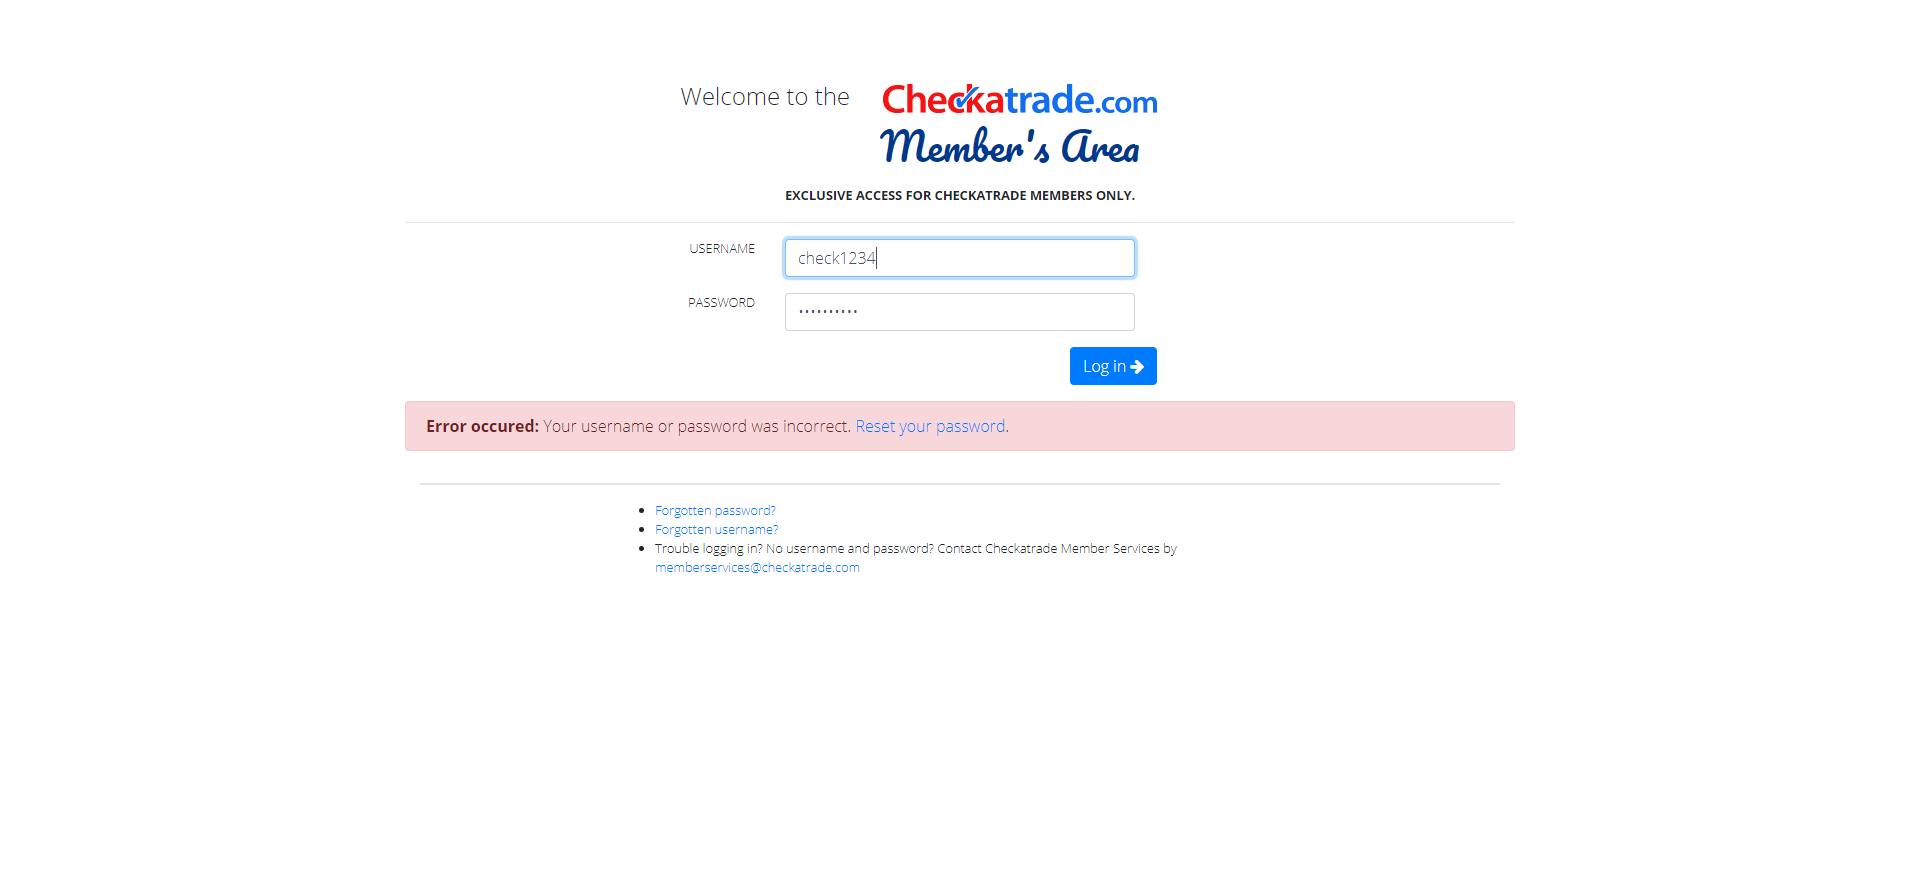 Welcome to the
Checkatrade.com
Member's Area
EXCLUSIVE ACCESS FOR CHECKATRADE MEMBERS ONLY.
USERNAME
check1234
PASSWORD
··········
Log in
Error occured: Your username or password was incorrect. Reset your password.
Forgotten password?
Forgotten username?
Trouble logging in? No username and password? Contact Checkatrade Member Services by
memberservices@checkatrade.com